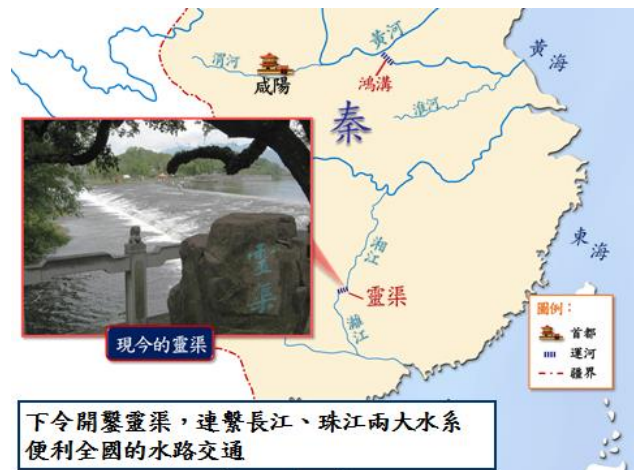 渭河
黃河
黃海
咸陽
鴻溝
淮河
秦
湘江
東海
靈渠
靈渠
灕江
現今的靈渠
圖例：
首都
運河
疆界
下令開鑿靈渠，連繫長江、珠江兩大水系
便利全國的水路交通